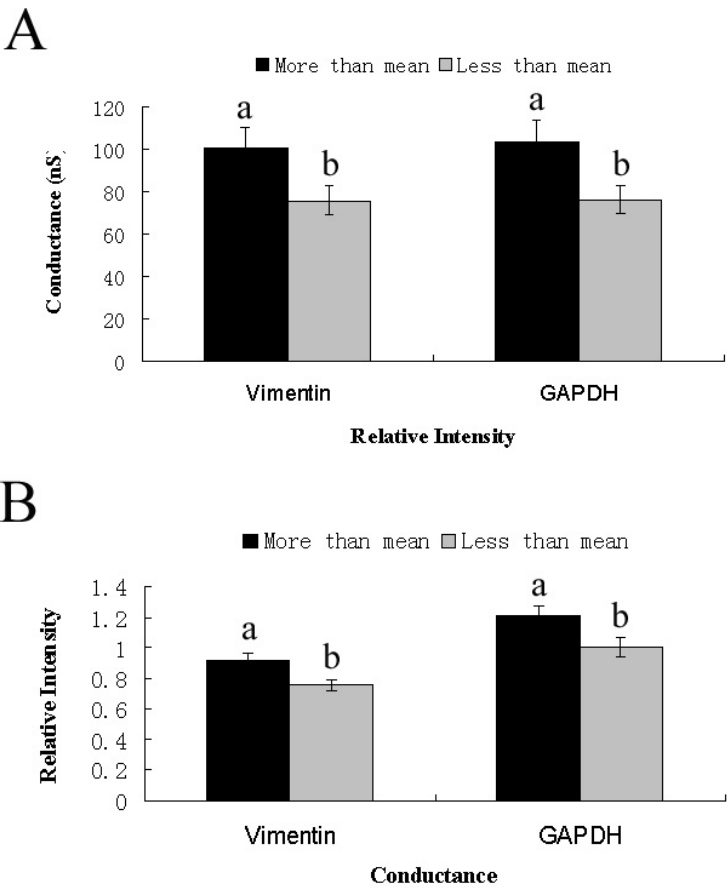 A
More than mean Less than mean
Conductance (nS)
120
100
80
60
40
20
0
a
b
a
b
Vimentin GAPDH
Relative Intensity
B
More than mean Less than mean
Relative Intensity
1.4
1.2
1
0.8
0.6
0.4
0.2
0
a
b
a
b
Vimentin GAPDH
Conductance